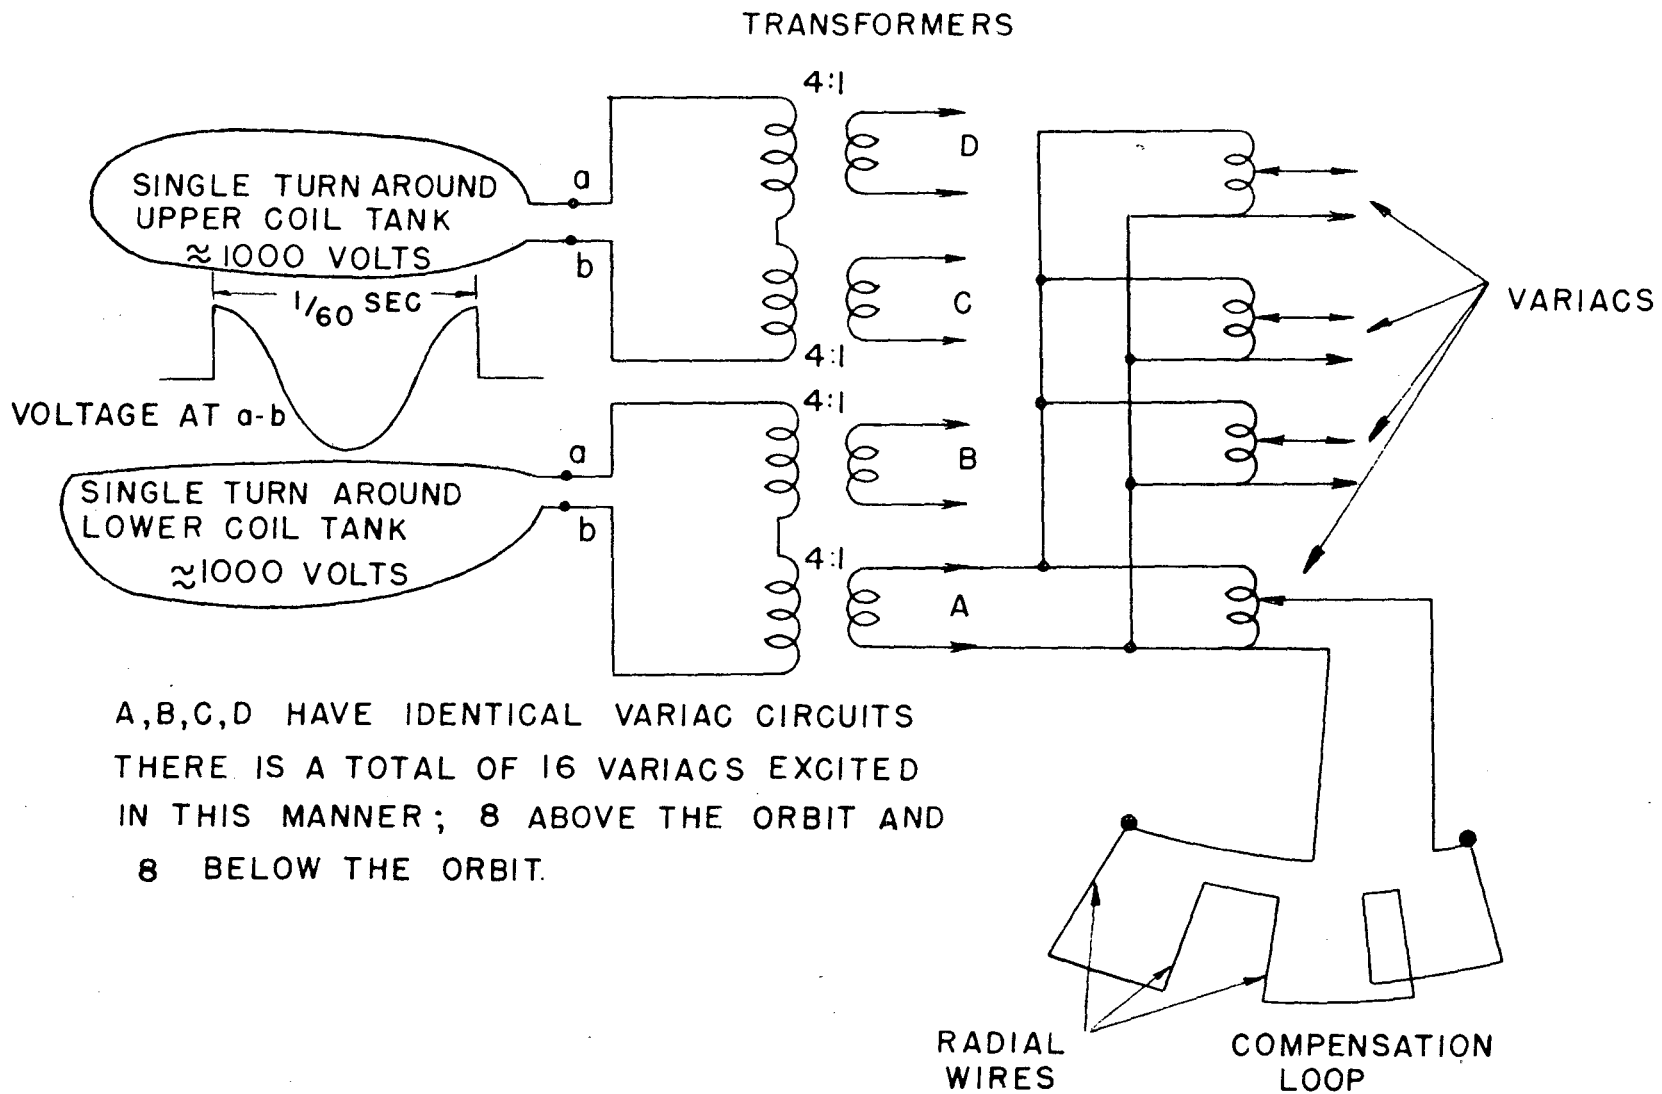 TRANSFORMERS
4:1
D
SINGLE TURN AROUND
UPPER COIL TANK
≈1000 VOLTS
a
b
C
4:1
1/60 SEC
VARIACS
VOLTAGE AT a-b
4:1
B
a
b
SINGLE TURN AROUND
LOWER COIL TANK
≈1000 VOLTS
4:1
A
A,B,C,D HAVE IDENTICAL VARIAC CIRCUITS
THERE IS A TOTAL OF 16 VARIACS EXCITED
IN THIS MANNER; 8 ABOVE THE ORBIT AND
8 BELOW THE ORBIT.
RADIAL
WIRES
COMPENSATION
LOOP